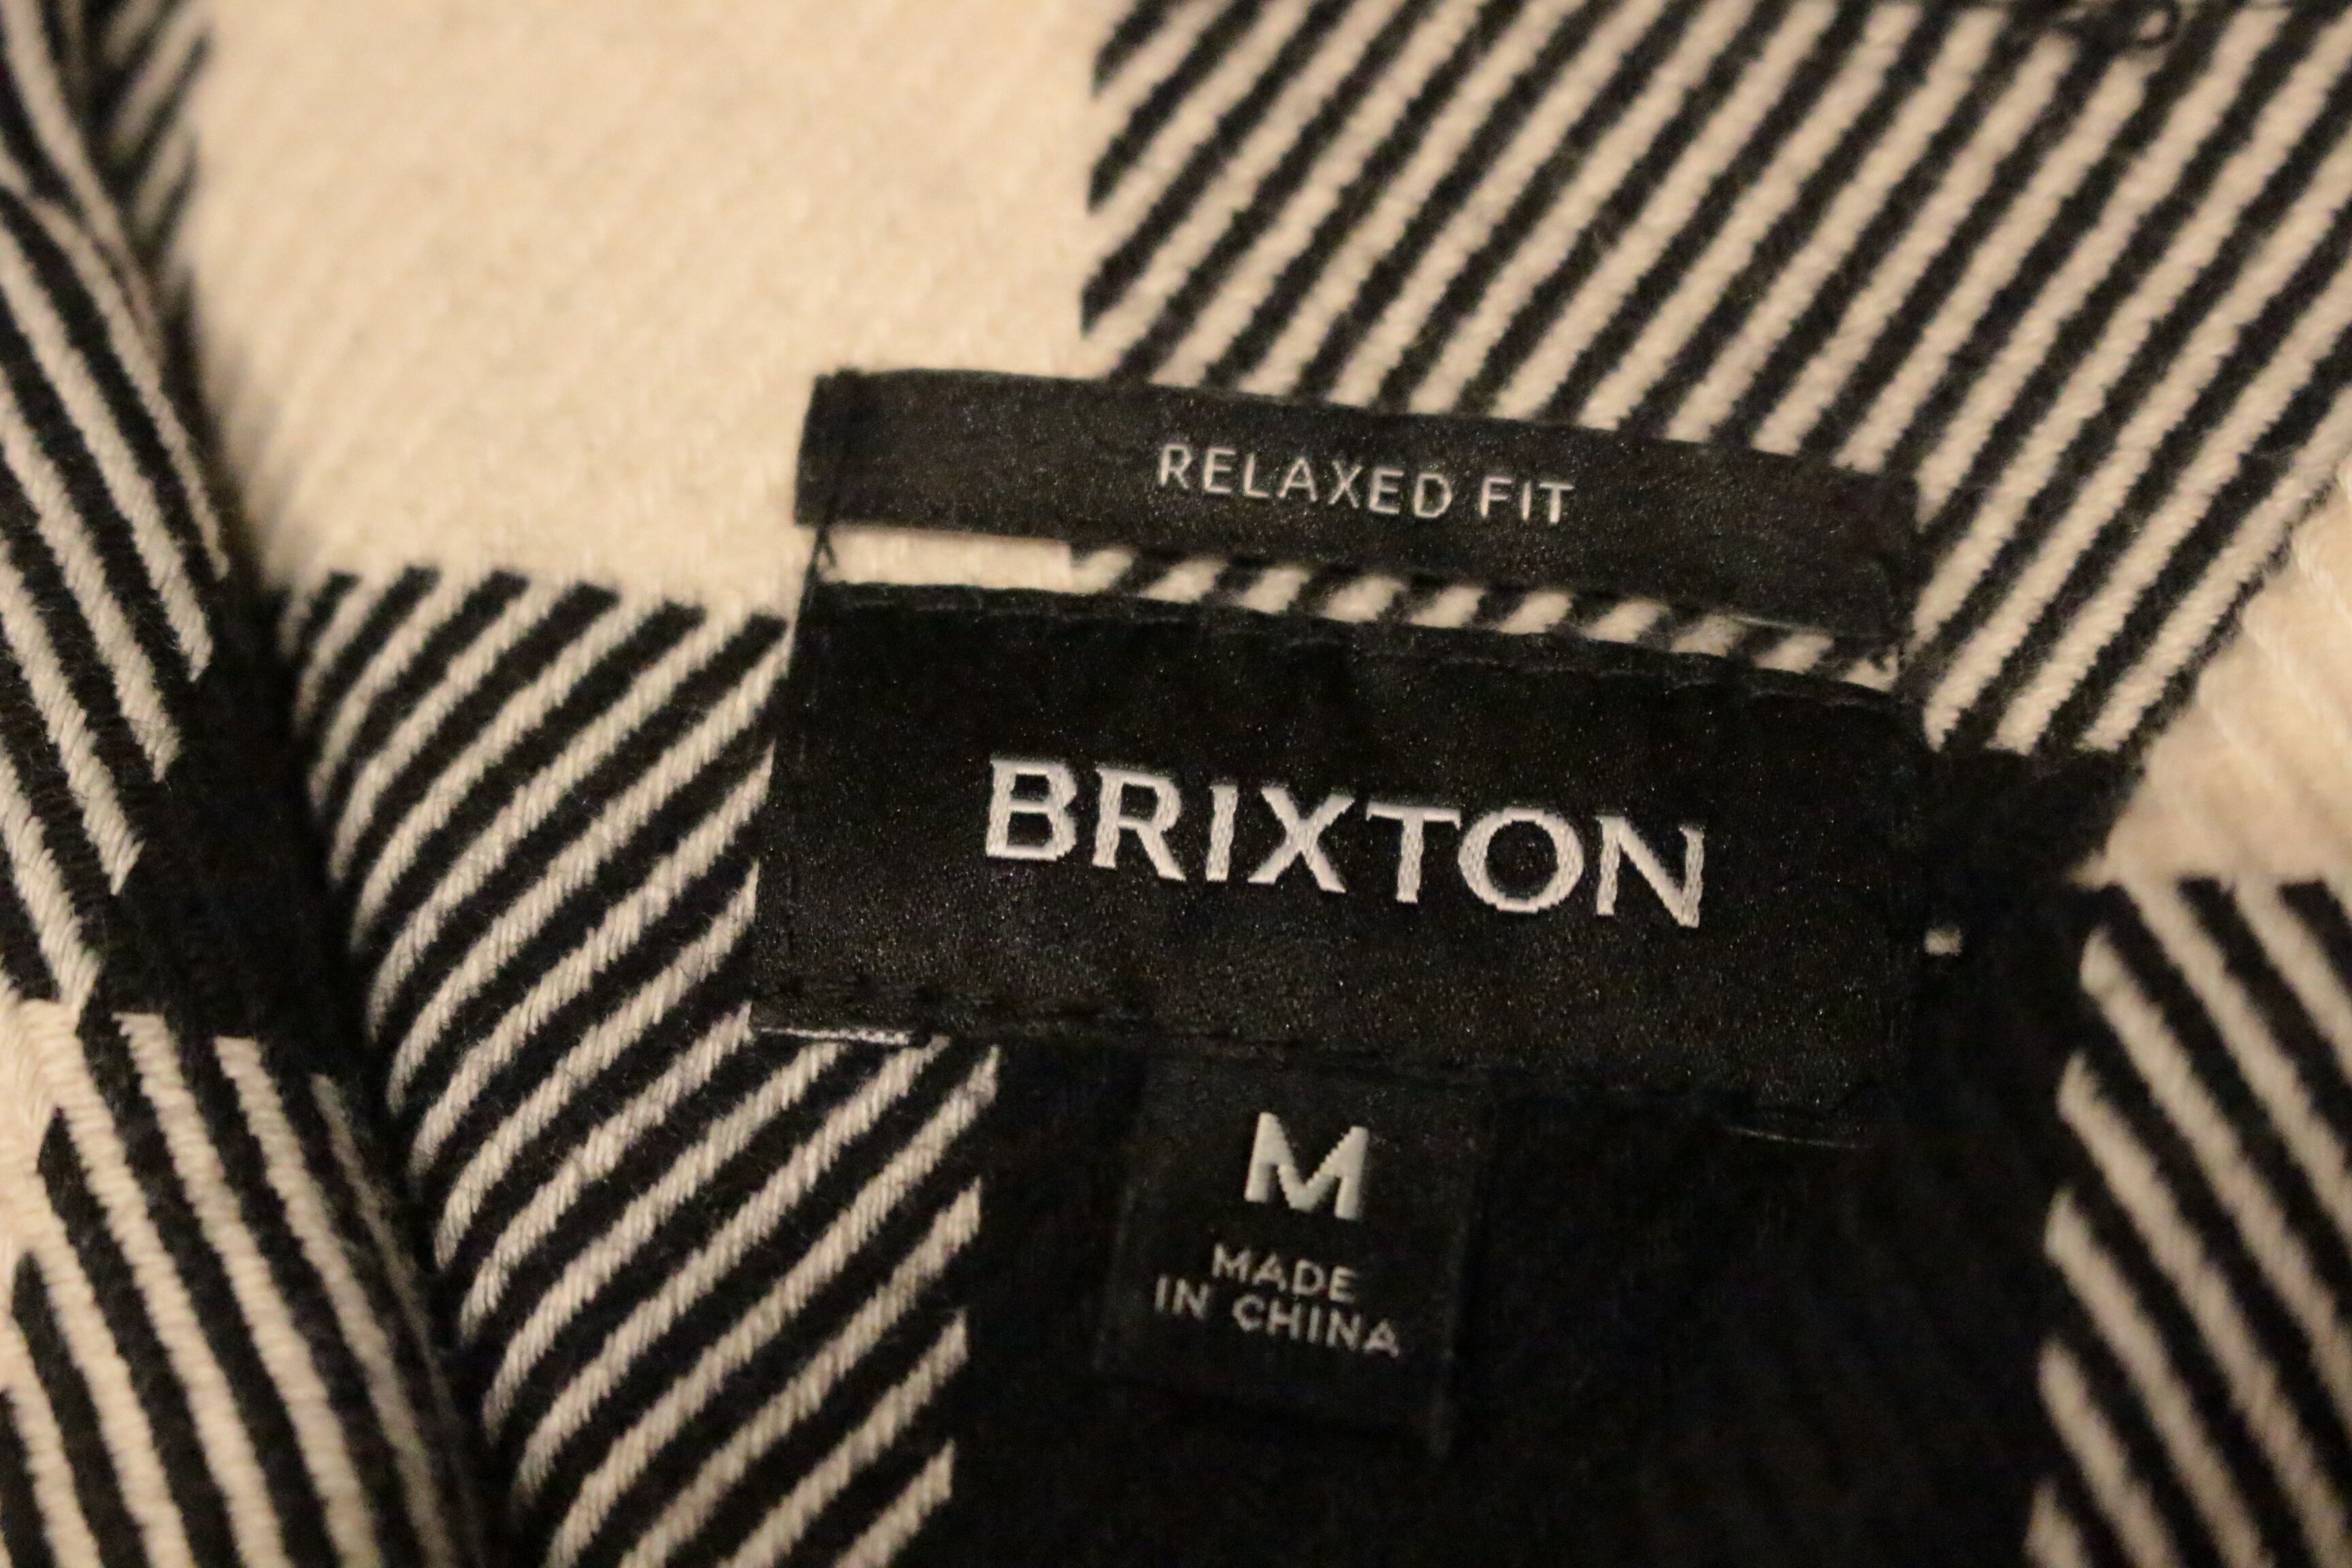 RELAXED FIT
BRIXTON
M
MADE
IN CHINA